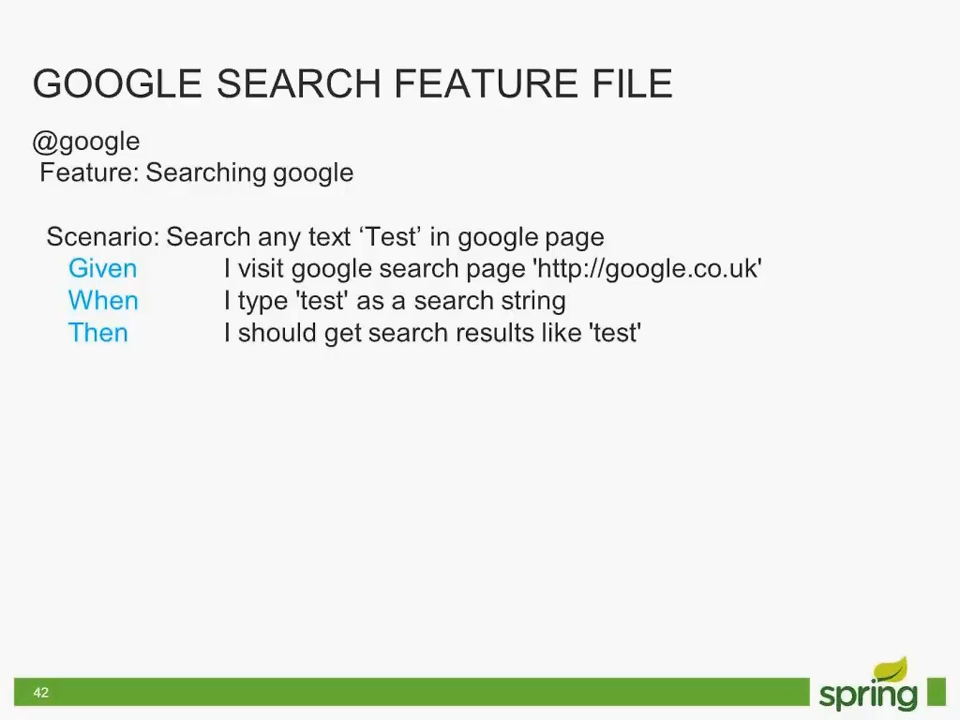 GOOGLE SEARCH FEATURE FILE
@google
Feature: Searching google
Scenario: Search any text ‘Test’ in google page
Given I visit google search page 'http://google.co.uk'
When I type 'test' as a search string
Then I should get search results like 'test'
42
spring